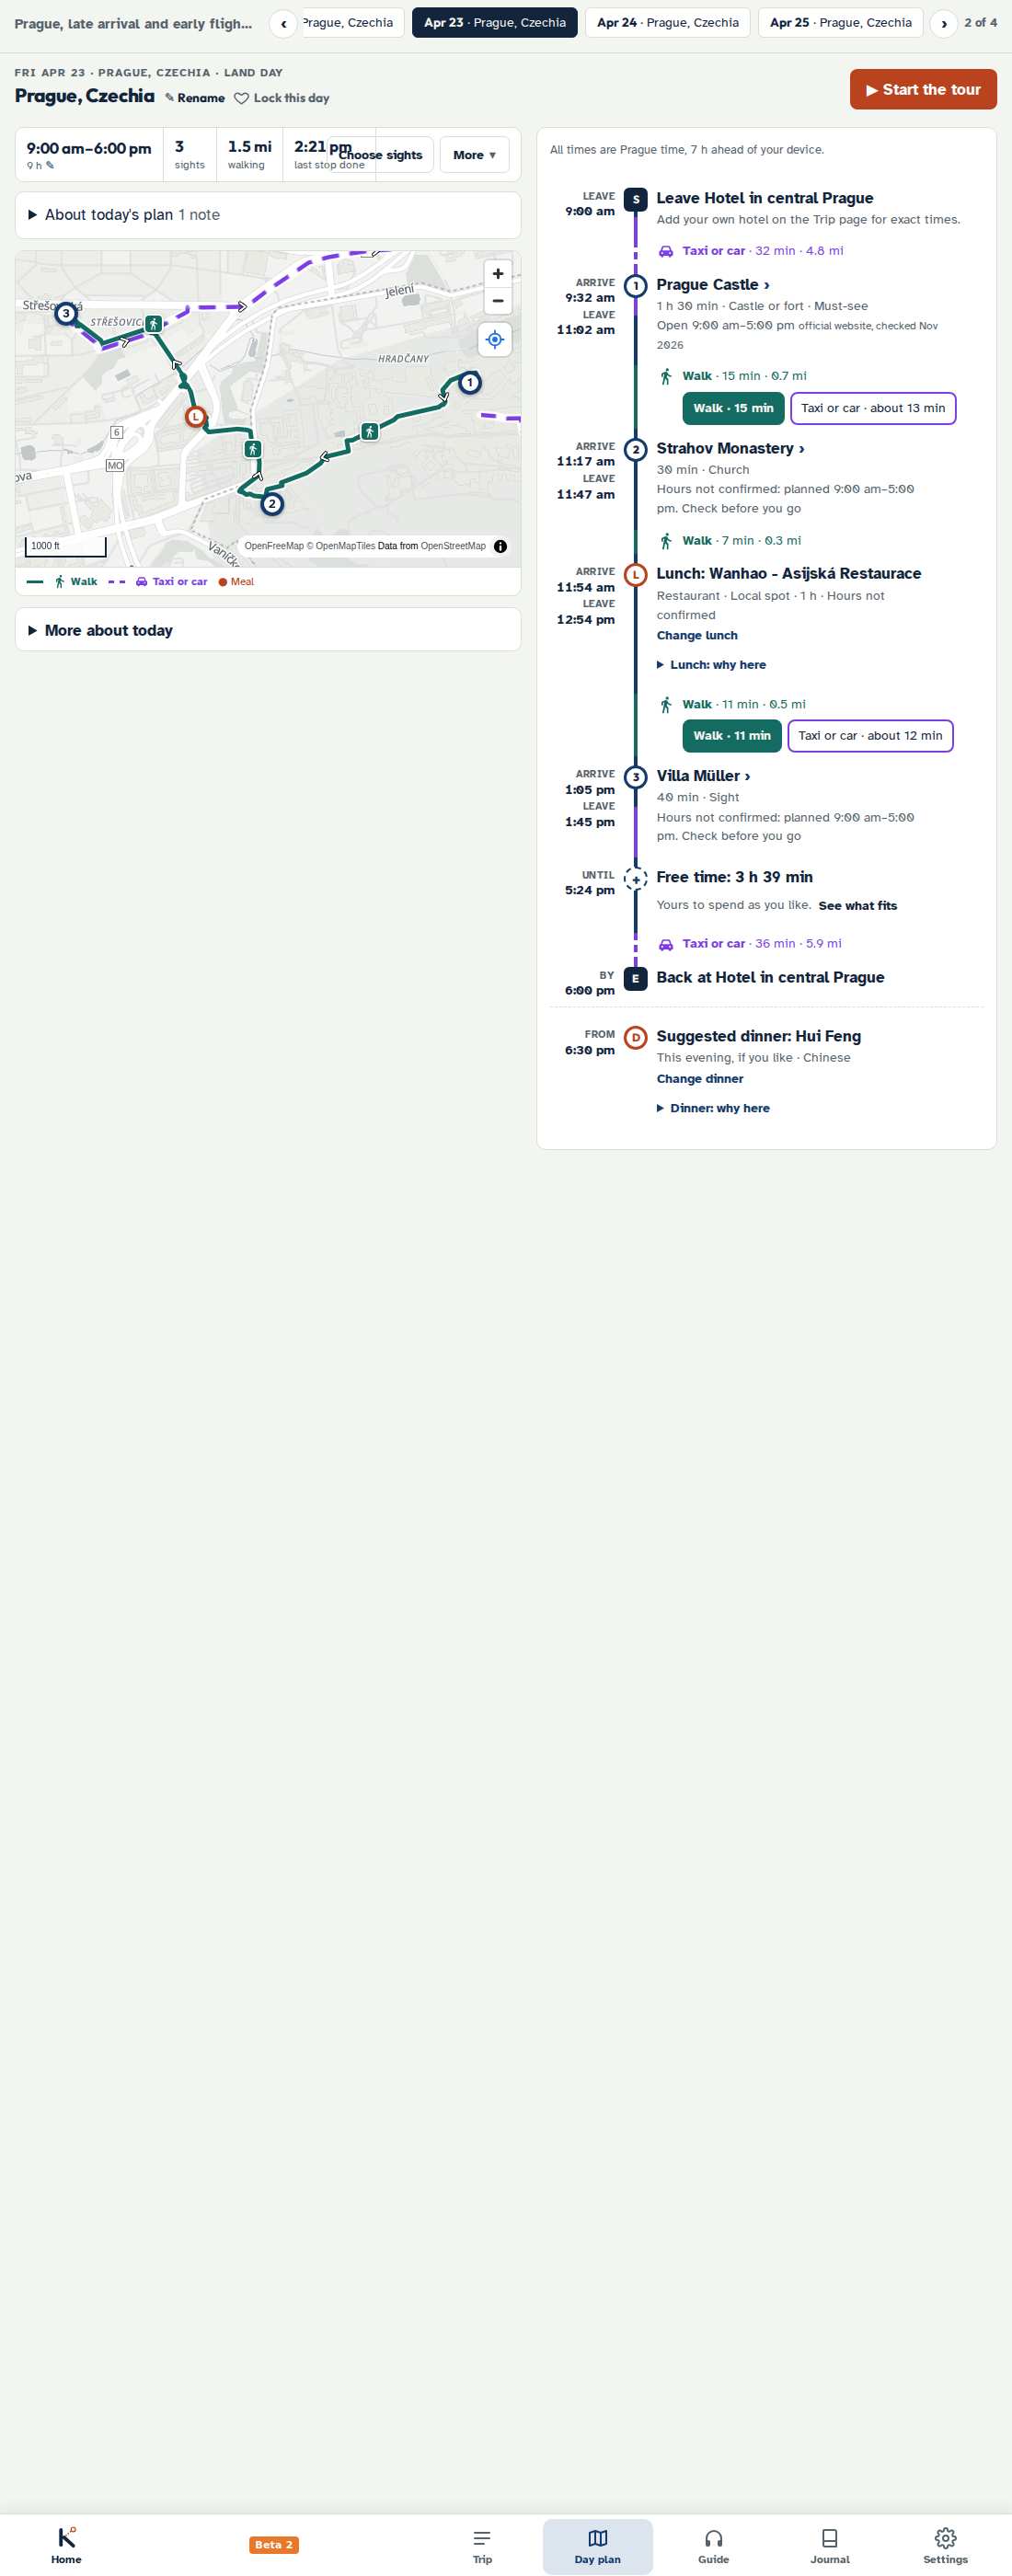 Prague, late arrival and early fligh...
‹
Prague, Czechia
Apr 23 · Prague, Czechia
Apr 24 · Prague, Czechia
Apr 25 · Prague, Czechia
›
2 of 4
FRI APR 23 · PRAGUE, CZECHIA · LAND DAY
Prague, Czechia
✎ Rename
Lock this day
▶ Start the tour
9:00 am–6:00 pm
9 h ✎
3
sights
1.5 mi
walking
2:21 pm
last stop done
Choose sights
More ▼
▶ About today's plan 1 note
Jelení
STŘEŠOVIC
HRADČANY
3
1
L
2
6
MO
ova
+
−
1000 ft
OpenFreeMap © OpenMapTiles Data from OpenStreetMap
Walk
Taxi or car
Meal
▶ More about today
All times are Prague time, 7 h ahead of your device.
LEAVE
9:00 am
S
Leave Hotel in central Prague
Add your own hotel on the Trip page for exact times.
Taxi or car · 32 min · 4.8 mi
ARRIVE
9:32 am
LEAVE
11:02 am
1
Prague Castle ›
1 h 30 min · Castle or fort · Must-see
Open 9:00 am–5:00 pm official website, checked Nov
2026
Walk · 15 min · 0.7 mi
Walk · 15 min
Taxi or car · about 13 min
ARRIVE
11:17 am
LEAVE
11:47 am
2
Strahov Monastery ›
30 min · Church
Hours not confirmed: planned 9:00 am–5:00
pm. Check before you go
Walk · 7 min · 0.3 mi
ARRIVE
11:54 am
LEAVE
12:54 pm
L
Lunch: Wanhao - Asijská Restaurace
Restaurant · Local spot · 1 h · Hours not
confirmed
Change lunch
▶ Lunch: why here
Walk · 11 min · 0.5 mi
Walk · 11 min
Taxi or car · about 12 min
ARRIVE
1:05 pm
LEAVE
1:45 pm
3
Villa Müller ›
40 min · Sight
Hours not confirmed: planned 9:00 am–5:00
pm. Check before you go
UNTIL
5:24 pm
+
Free time: 3 h 39 min
Yours to spend as you like. See what fits
Taxi or car · 36 min · 5.9 mi
BY
6:00 pm
E
Back at Hotel in central Prague
FROM
6:30 pm
D
Suggested dinner: Hui Feng
This evening, if you like · Chinese
Change dinner
▶ Dinner: why here
Home
Beta 2
Trip
Day plan
Guide
Journal
Settings